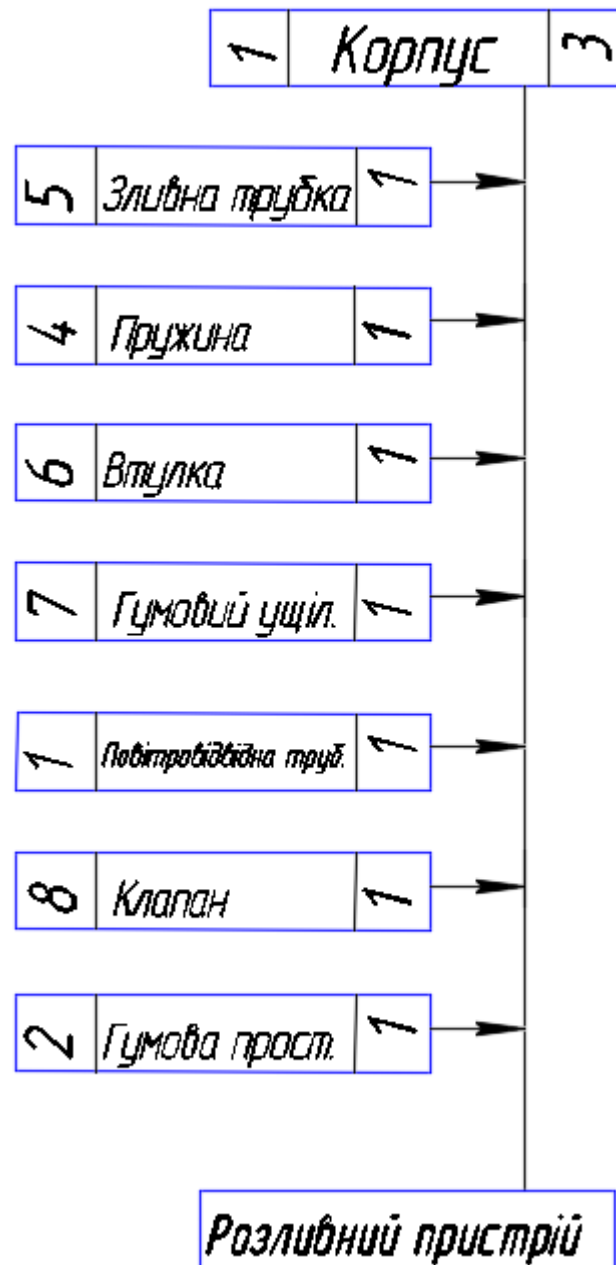 1 Корпус 3
5 Зливна трубка 1
4 Пружина 1
6 Втулка 1
7 Гумовий ущіл. 1
1 Повітровідвідна труб. 1
8 Клапан 1
2 Гумова прост. 1
Розливний пристрій